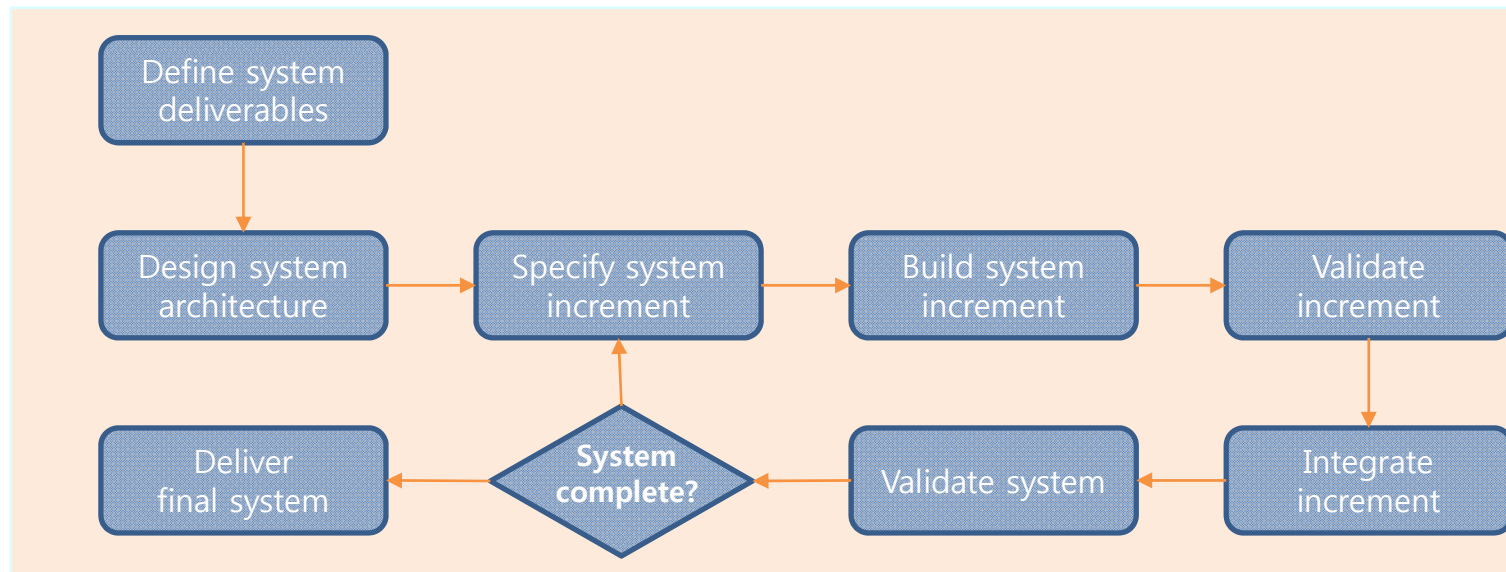 Define system
deliverables
Design system
architecture
Specify system
increment
Build system
increment
Validate
increment
Deliver
final system
System
complete?
Validate system
Integrate
increment